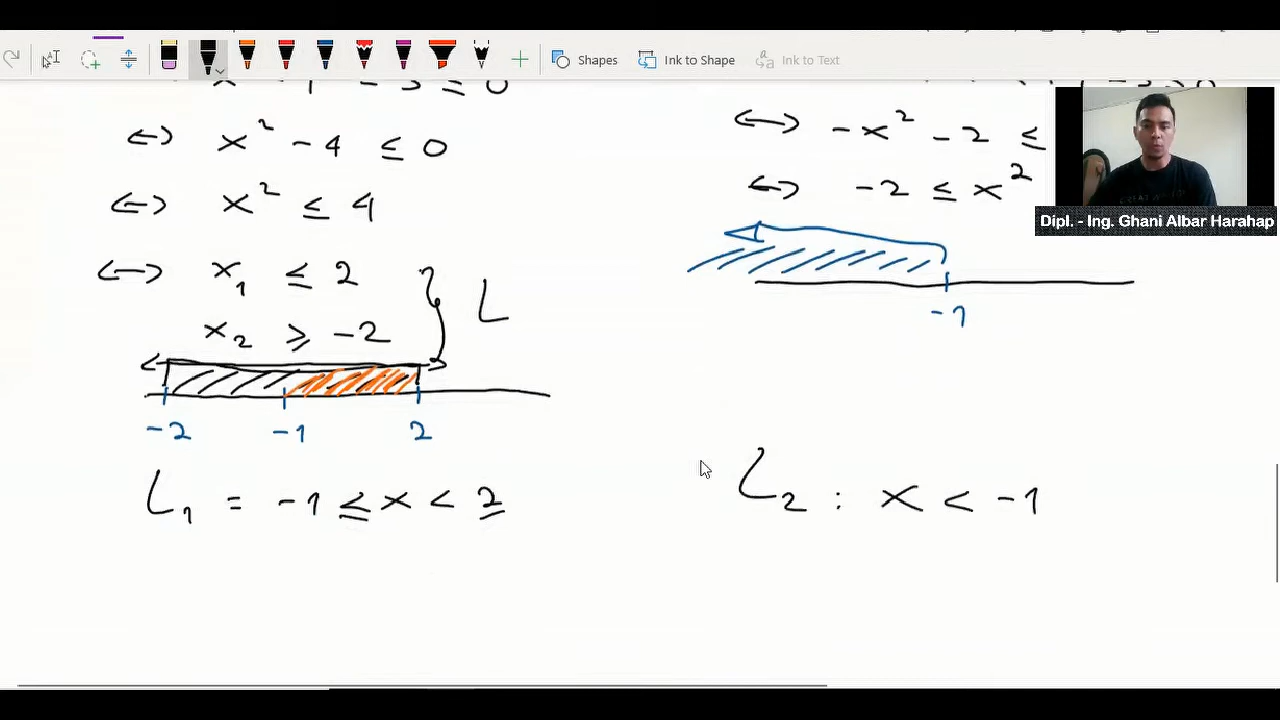 Shapes Ink to Shape Ink to Text
⟷ x² - 4 ≤ 0
⟷ x² ≤ 4
⟷ x₁ ≤ 2
x₂ ≥ -2
L
-2 -1 2
L₁ = -1 ≤ x < 2
⟷ -x² - 2 ≤
⟷ -2 ≤ x²
Dipl. - Ing. Ghani Albar Harahap
-1
L₂ : x < -1